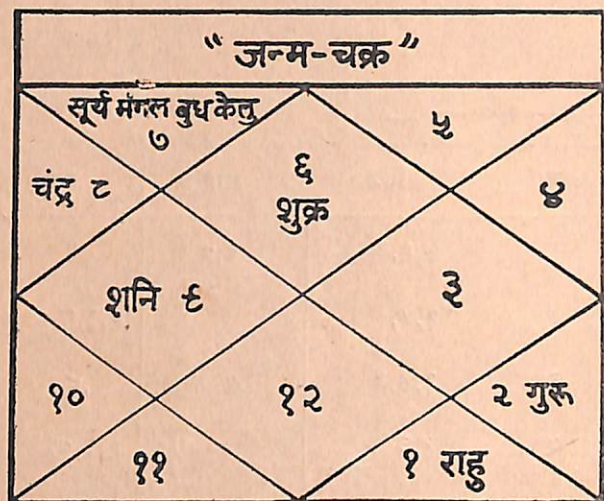 “ जन्म-चक्र ”
सूर्य मंगल बुध केतु
७
५
चंद्र ८
६
शुक्र
४
शनि ९
३
१०
१२
२ गुरू
११
१ राहु